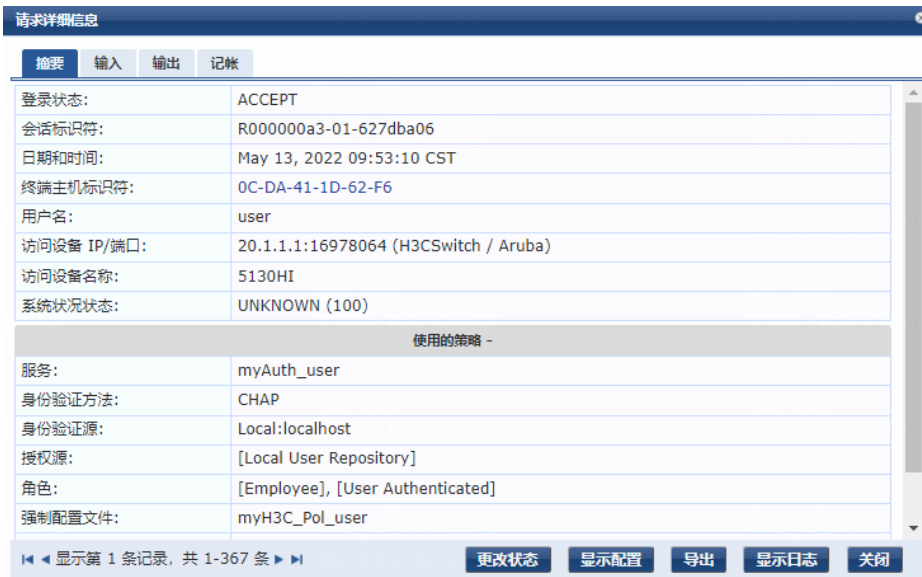 请求详细信息
摘要 输入 输出 记帐
登录状态: ACCEPT
会话标识符: R000000a3-01-627dba06
日期和时间: May 13, 2022 09:53:10 CST
终端主机标识符: 0C-DA-41-1D-62-F6
用户名: user
访问设备 IP/端口: 20.1.1.1:16978064 (H3CSwitch / Aruba)
访问设备名称: 5130HI
系统状况状态: UNKNOWN (100)
使用的策略 -
服务: myAuth_user
身份验证方法: CHAP
身份验证源: Local:localhost
授权源: [Local User Repository]
角色: [Employee], [User Authenticated]
强制配置文件: myH3C_Pol_user
显示第 1 条记录, 共 1-367 条 更改状态 显示配置 导出 显示日志 关闭